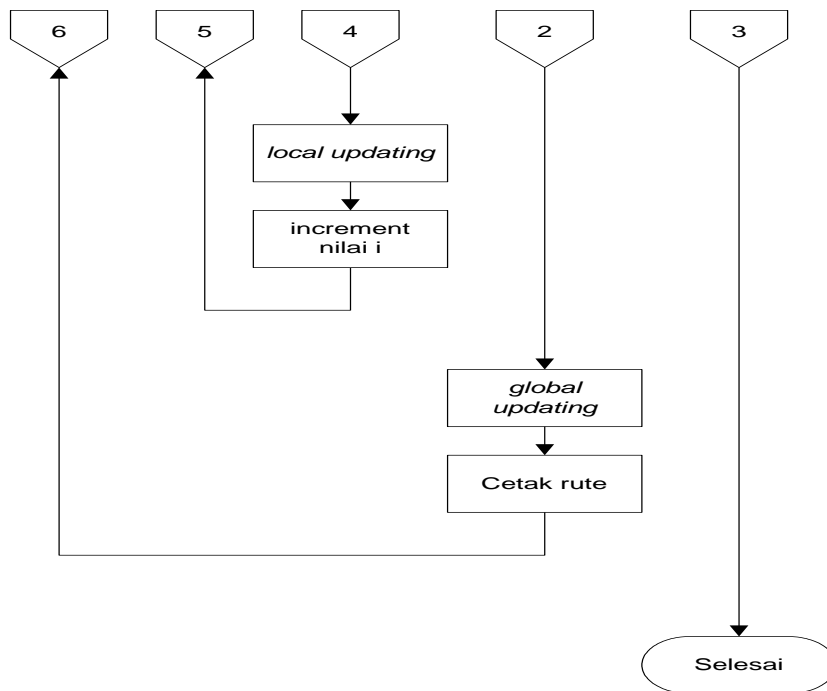 6
5
4
2
3
local updating
increment
nilai i
global
updating
Cetak rute
Selesai